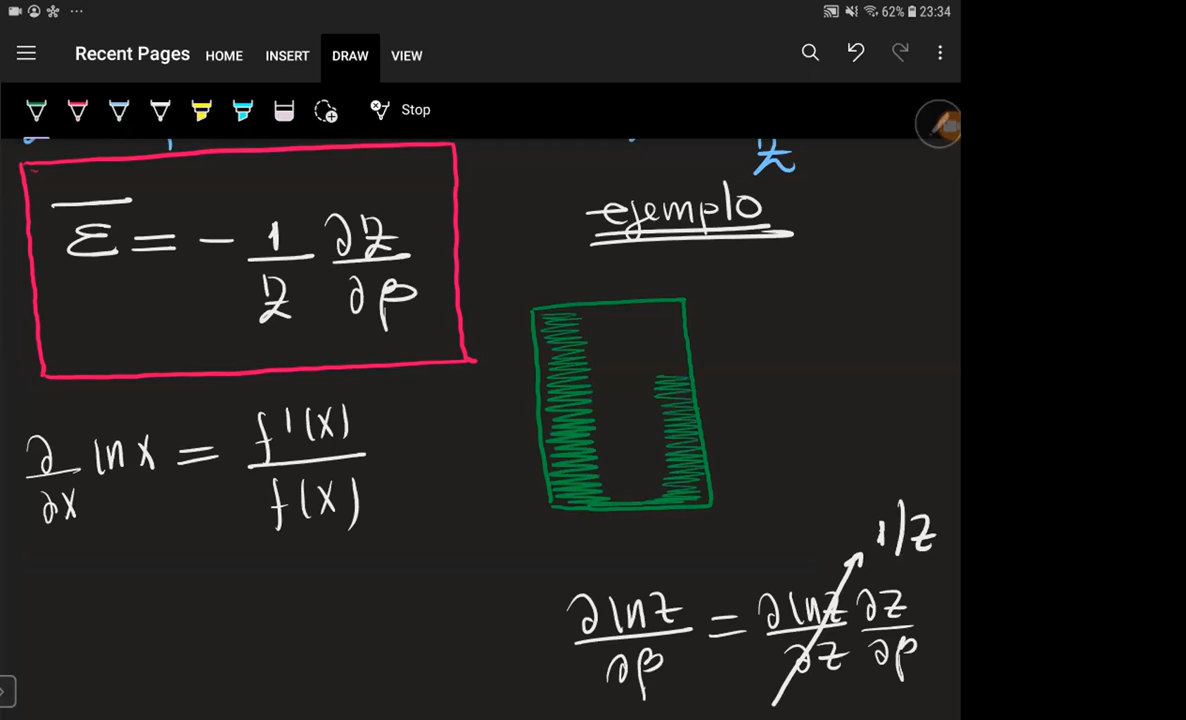 62% 23:34
Recent Pages HOME INSERT DRAW VIEW
Stop
ejemplo
ε̅ = - 1/Z ∂Z/∂β
∂/∂x ln x = f'(x)/f(x)
1/Z
∂lnZ/∂β = ∂lnZ/∂Z ∂Z/∂β